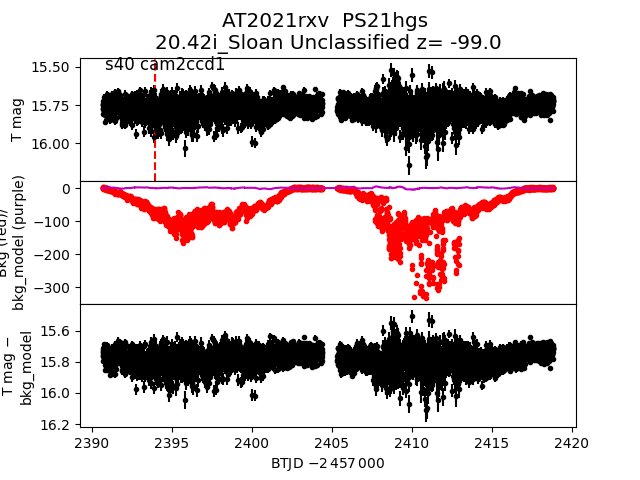 AT2021rxv PS21hgs
20.42i_Sloan Unclassified z= -99.0
s40 cam2ccd1
15.50
15.75
16.00
T mag
0
−100
−200
−300
Bkg (red)/
bkg_model (purple)
15.6
15.8
16.0
16.2
T mag −
bkg_model
2390
2395
2400
2405
2410
2415
2420
BTJD −2 457 000